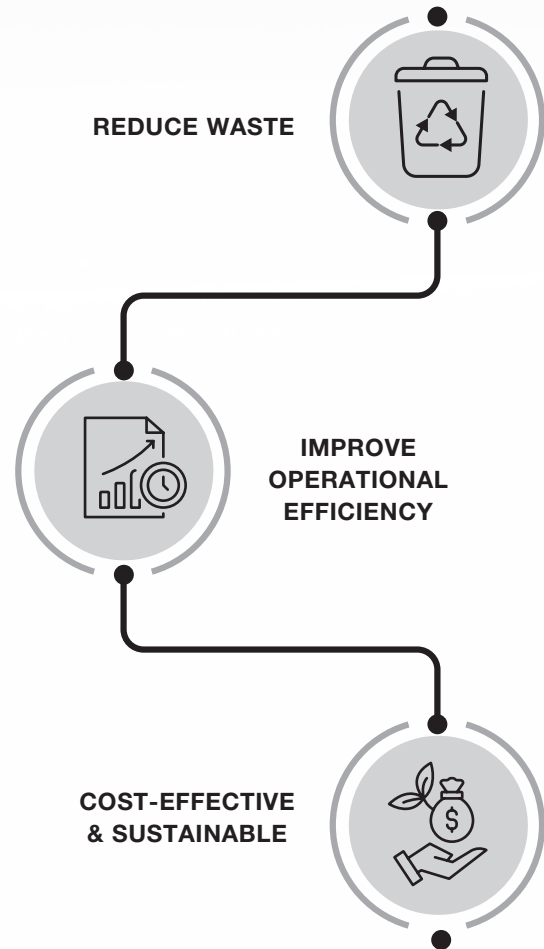 REDUCE WASTE
IMPROVE
OPERATIONAL
EFFICIENCY
$
COST-EFFECTIVE
& SUSTAINABLE